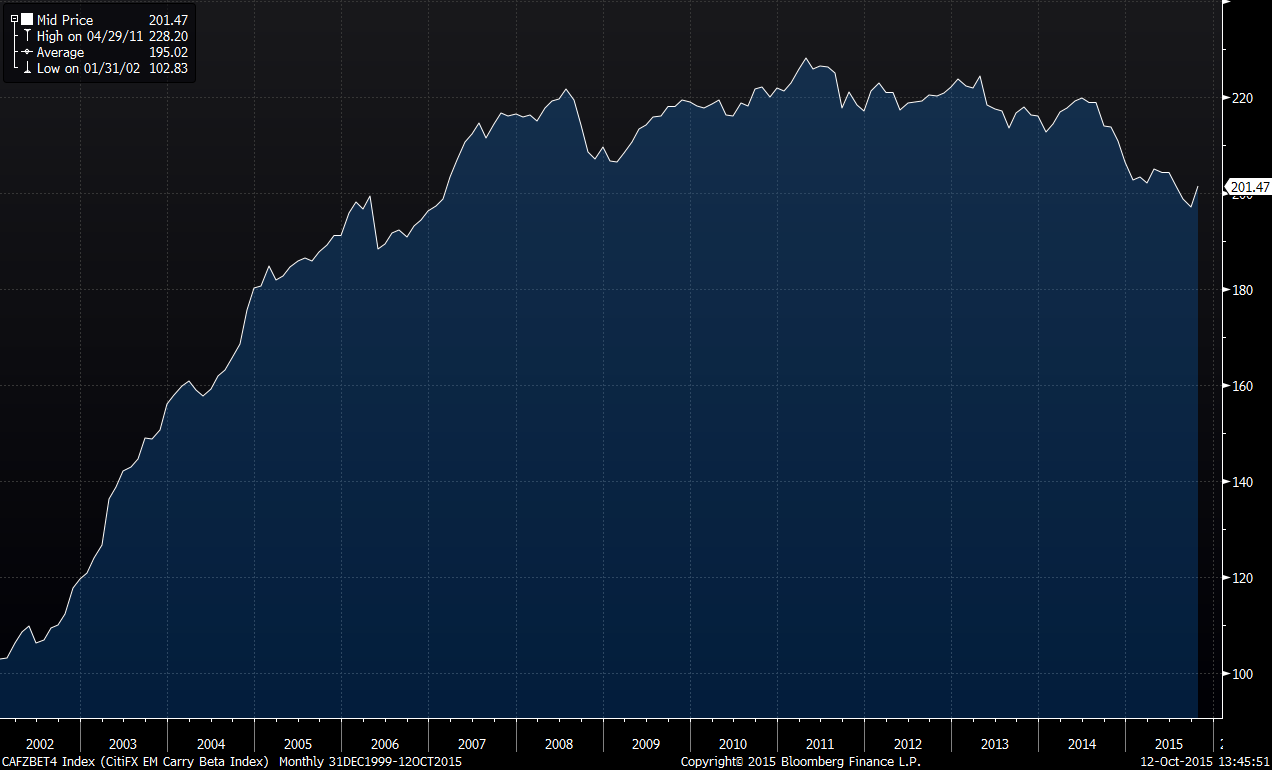 Mid Price 201.47
High on 04/29/11 228.20
Average 195.02
Low on 01/31/02 102.83
220
201.47
200
180
160
140
120
100
2002 2003 2004 2005 2006 2007 2008 2009 2010 2011 2012 2013 2014 2015
CAFZBET4 Index (CitiFX EM Carry Beta Index) Monthly 31DEC1999-12OCT2015 Copyright© 2015 Bloomberg Finance L.P. 12-Oct-2015 13:45:51